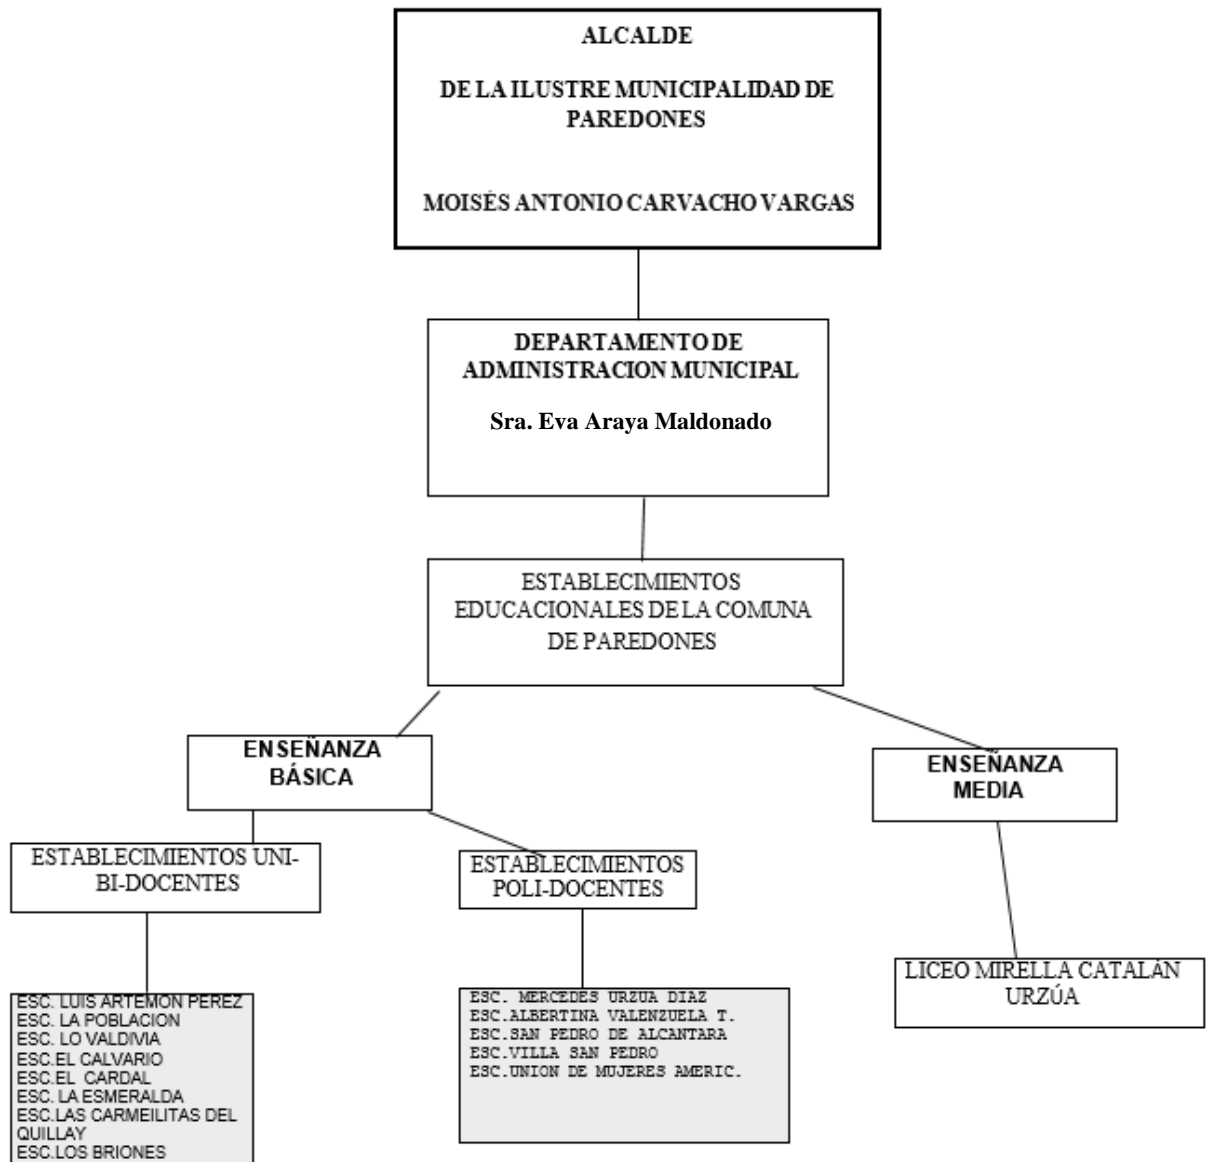 ALCALDE
DE LA ILUSTRE MUNICIPALIDAD DE
PAREDONES
MOISÉS ANTONIO CARVACHO VARGAS
DEPARTAMENTO DE
ADMINISTRACION MUNICIPAL
Sra. Eva Araya Maldonado
ESTABLECIMIENTOS
EDUCACIONALES DE LA COMUNA
DE PAREDONES
ENSEÑANZA
BÁSICA
ENSEÑANZA
MEDIA
ESTABLECIMIENTOS UNI-
BI-DOCENTES
ESTABLECIMIENTOS
POLI-DOCENTES
LICEO MIRELLA CATALÁN
URZÚA
ESC. LUIS ARTEMON PEREZ
ESC. LA POBLACION
ESC. LO VALDIVIA
ESC.EL CALVARIO
ESC.EL CARDAL
ESC. LA ESMERALDA
ESC.LAS CARMEILITAS DEL
QUILLAY
ESC.LOS BRIONES
ESC. MERCEDES URZUA DIAZ
ESC.ALBERTINA VALENZUELA T.
ESC.SAN PEDRO DE ALCANTARA
ESC.VILLA SAN PEDRO
ESC.UNION DE MUJERES AMERIC.